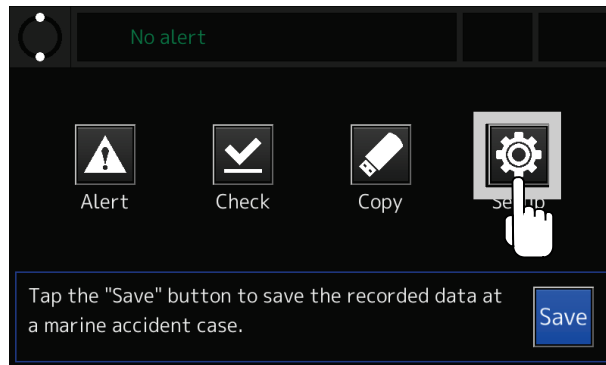 No alert
Alert Check Copy Setup
Tap the "Save" button to save the recorded data at
a marine accident case.
Save